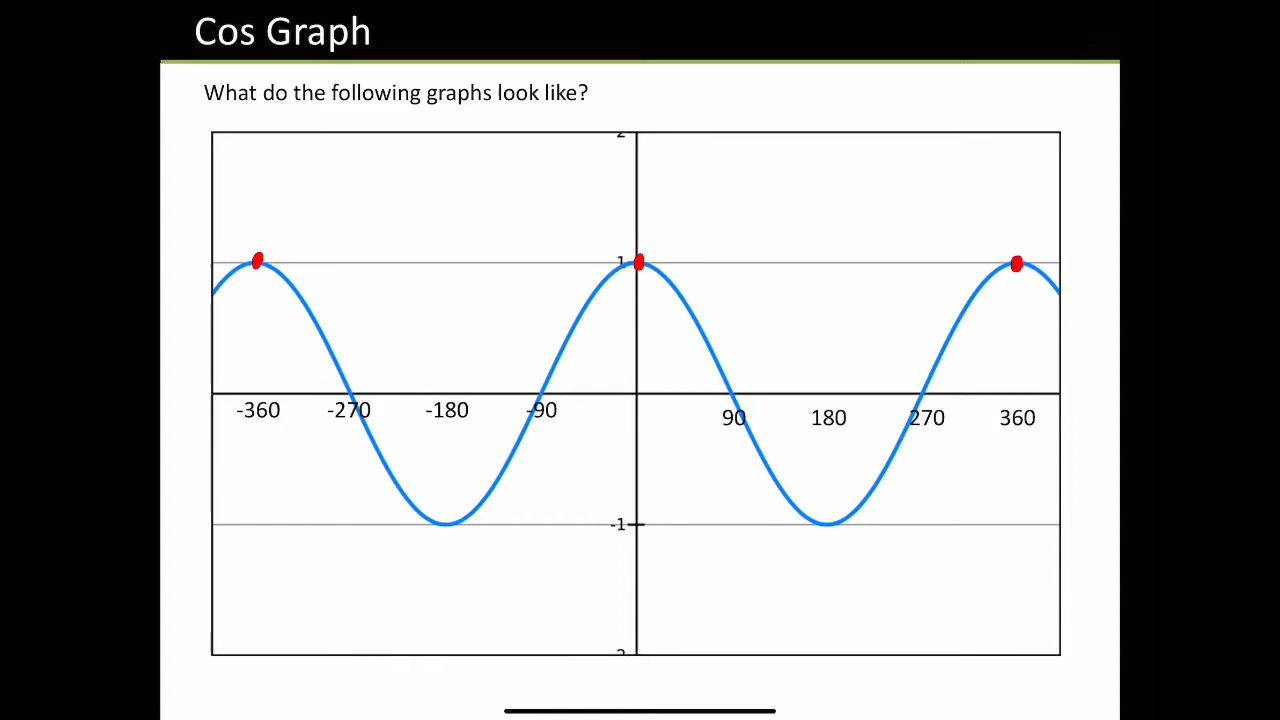 Cos Graph
What do the following graphs look like?
2
1
-360 -270 -180 -90 90 180 270 360
-1